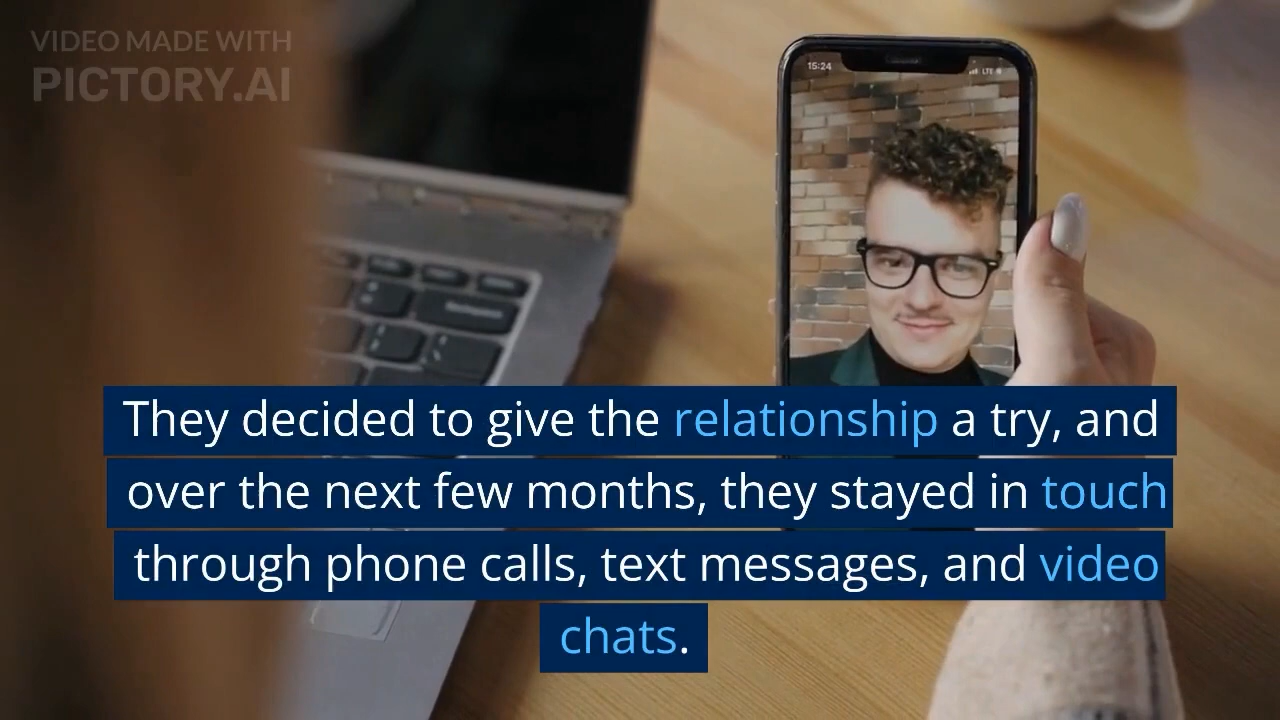 VIDEO MADE WITH
PICTORY.AI
15:24
LTE
They decided to give the relationship a try, and
over the next few months, they stayed in touch
through phone calls, text messages, and video
chats.